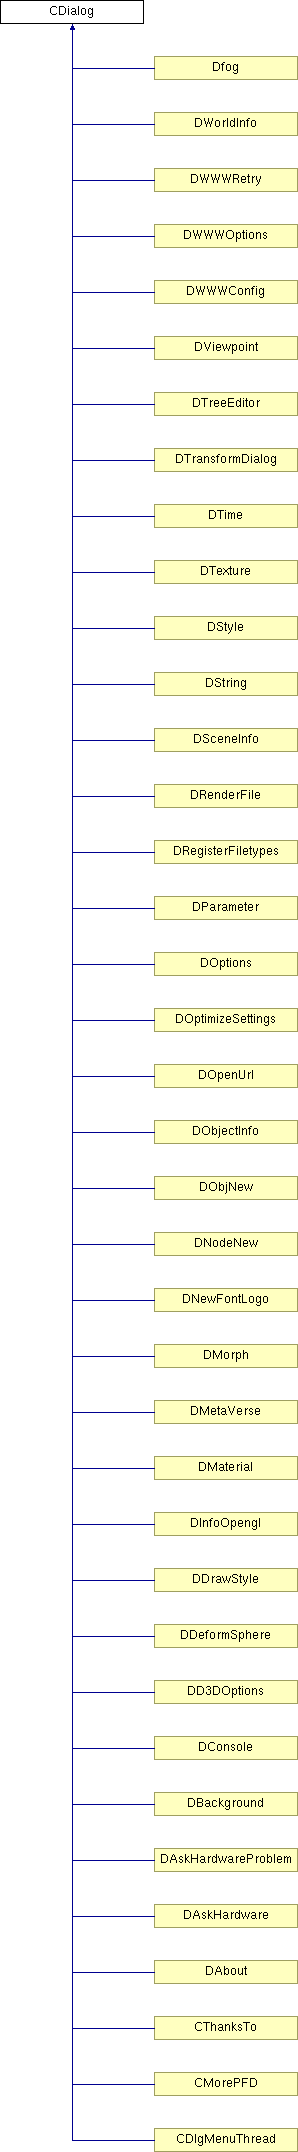 CDialog
Dfog
DWorldInfo
DWWWRetry
DWWWOptions
DWWWConfig
DViewpoint
DTreeEditor
DTransformDialog
DTime
DTexture
DStyle
DString
DSceneInfo
DRenderFile
DRegisterFiletypes
DParameter
DOptions
DOptimizeSettings
DOpenUrl
DObjectInfo
DObjNew
DNodeNew
DNewFontLogo
DMorph
DMetaVerse
DMaterial
DInfoOpengl
DDrawStyle
DDeformSphere
DD3DOptions
DConsole
DBackground
DAskHardwareProblem
DAskHardware
DAbout
CThanksTo
CMorePFD
CDlgMenuThread